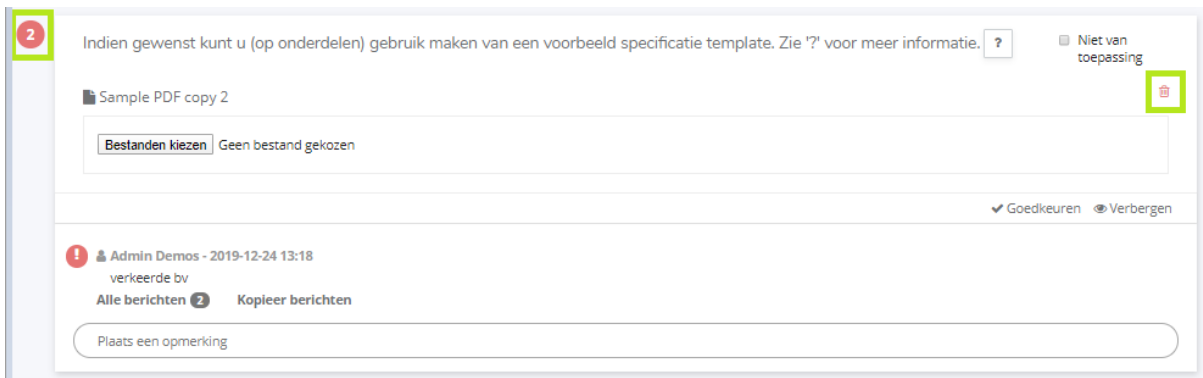 2
Indien gewenst kunt u (op onderdelen) gebruik maken van een voorbeeld specificatie template. Zie '?' voor meer informatie. ?
Niet van
toepassing
Sample PDF copy 2
Bestanden kiezen Geen bestand gekozen
Goedkeuren Verbergen
! Admin Demos - 2019-12-24 13:18
verkeerde bv
Alle berichten 2 Kopieer berichten
Plaats een opmerking